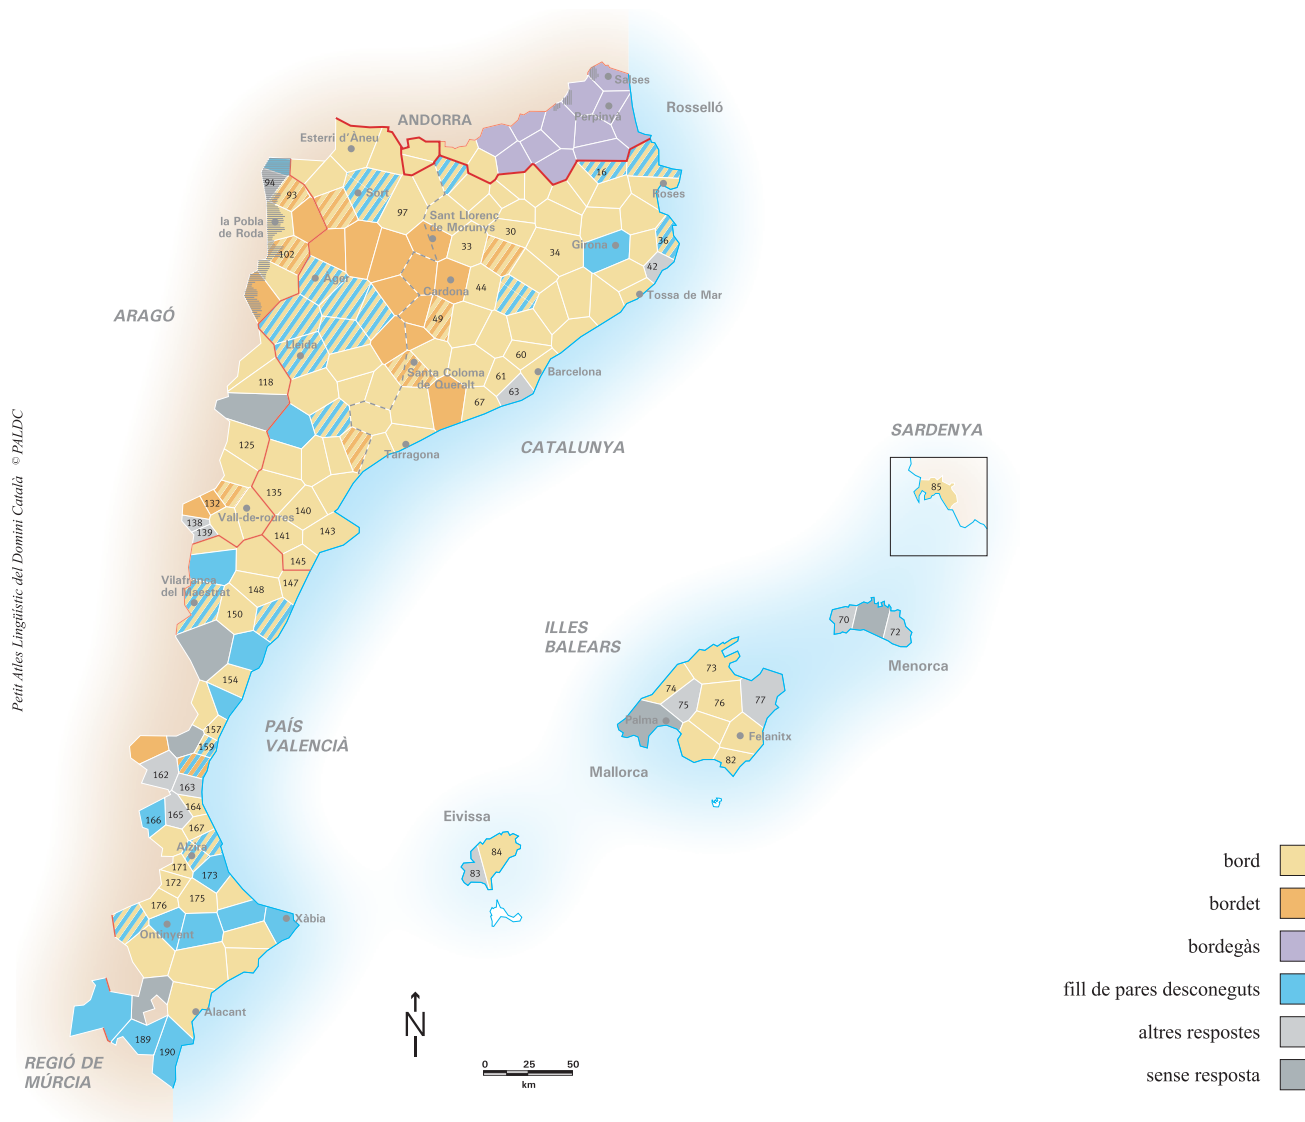 Salses
Rosselló
Perpinyà
ANDORRA
Esterri d'Àneu
16
94
93
Sort
Roses
97
la Pobla
de Roda
Sant Llorenç
de Morunys
30
36
33
Girona
34
102
42
Àger
Cardona
44
Tossa de Mar
ARAGÓ
49
Lleida
60
Santa Coloma
de Queralt
Barcelona
61
118
63
67
CATALUNYA
SARDENYA
125
Tarragona
85
135
132
140
Vall-de-roures
138
139
141
143
145
147
Vilafranca
del Maestrat
148
150
ILLES
BALEARS
70
72
Menorca
73
154
74
75
76
77
Palma
Felanitx
PAÍS
VALENCIÀ
157
159
82
Mallorca
162
163
164
165
166
167
Eivissa
Alzira
84
171
83
173
172
175
176
Xàbia
Ontinyent
Alacant
189
190
REGIÓ DE
MÚRCIA
N
0 25 50
km
bord
bordet
bordegàs
fill de pares desconeguts
altres respostes
sense resposta
Petit Atles Lingüístic del Domini Català © PALDC